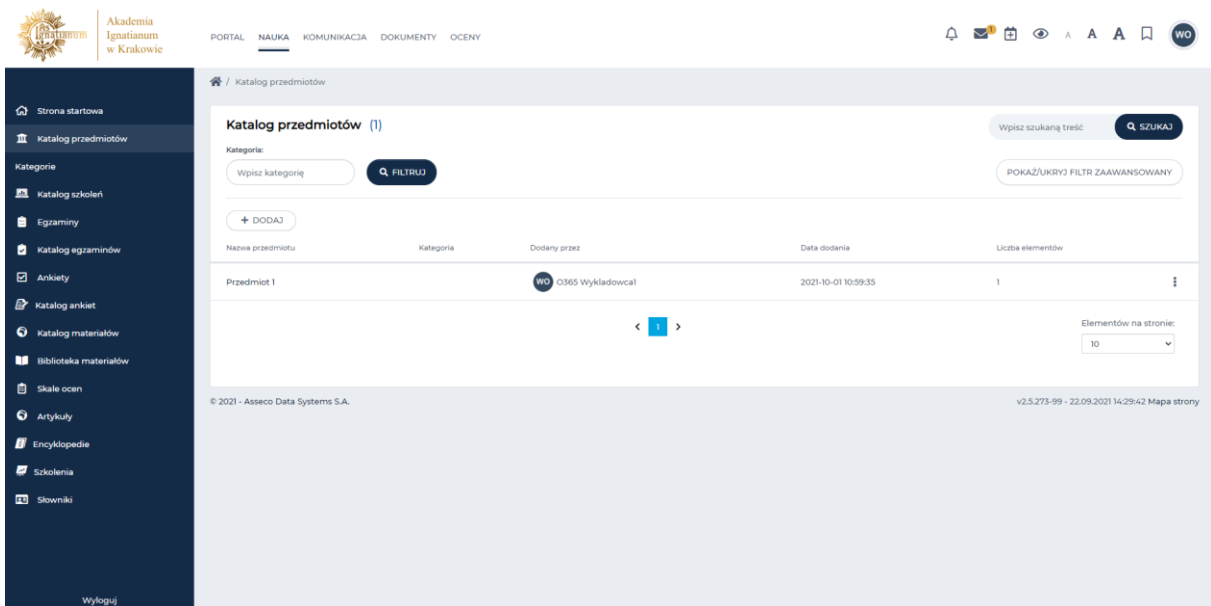 Ignatianum
Akademia
Ignatianum
w Krakowie
PORTAL NAUKA KOMUNIKACJA DOKUMENTY OCENY
1 A A A WO
/ Katalog przedmiotów
Strona startowa
Katalog przedmiotów
Kategorie
Katalog szkoleń
Egzaminy
Katalog egzaminów
Ankiety
Katalog ankiet
Katalog materiałów
Biblioteka materiałów
Skale ocen
Artykuły
Encyklopedie
Szkolenia
Słowniki
Wyloguj
Katalog przedmiotów (1)
Wpisz szukaną treść SZUKAJ
Kategoria:
Wpisz kategorię FILTRUJ
POKAŻ/UKRYJ FILTR ZAAWANSOWANY
+ DODAJ
Nazwa przedmiotu Kategoria Dodany przez Data dodania Liczba elementów
Przedmiot 1 WO O365 Wykladowca1 2021-10-01 10:59:35 1
< 1 >
Elementów na stronie:
10
© 2021 - Asseco Data Systems S.A.
v2.5.273-99 - 22.09.2021 14:29:42 Mapa strony